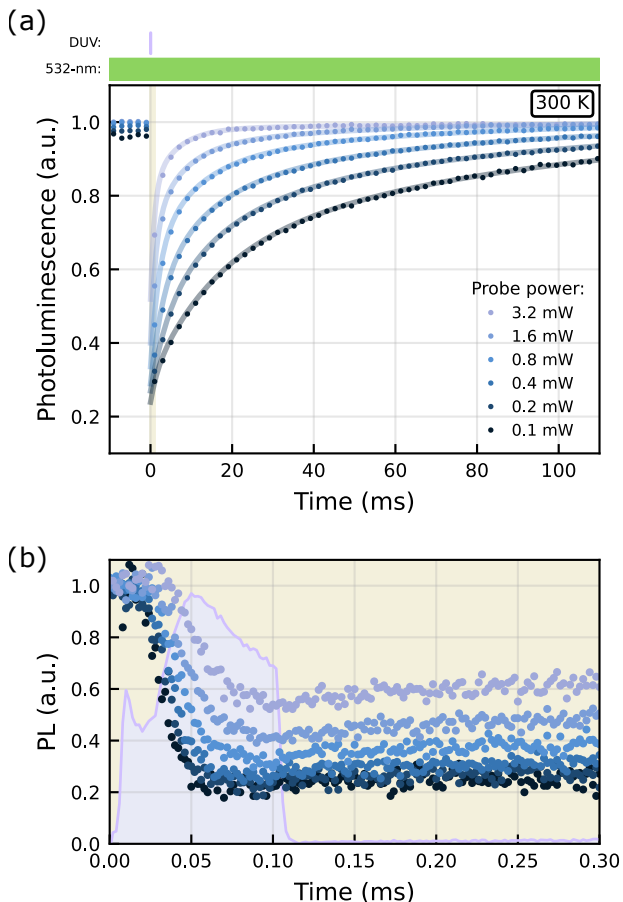 (a)
DUV:
532-nm:
300 K
Photoluminescence (a.u.)
1.0
0.8
0.6
0.4
0.2
Probe power:
3.2 mW
1.6 mW
0.8 mW
0.4 mW
0.2 mW
0.1 mW
0 20 40 60 80 100
Time (ms)
(b)
PL (a.u.)
1.0
0.8
0.6
0.4
0.2
0.0
0.00 0.05 0.10 0.15 0.20 0.25 0.30
Time (ms)